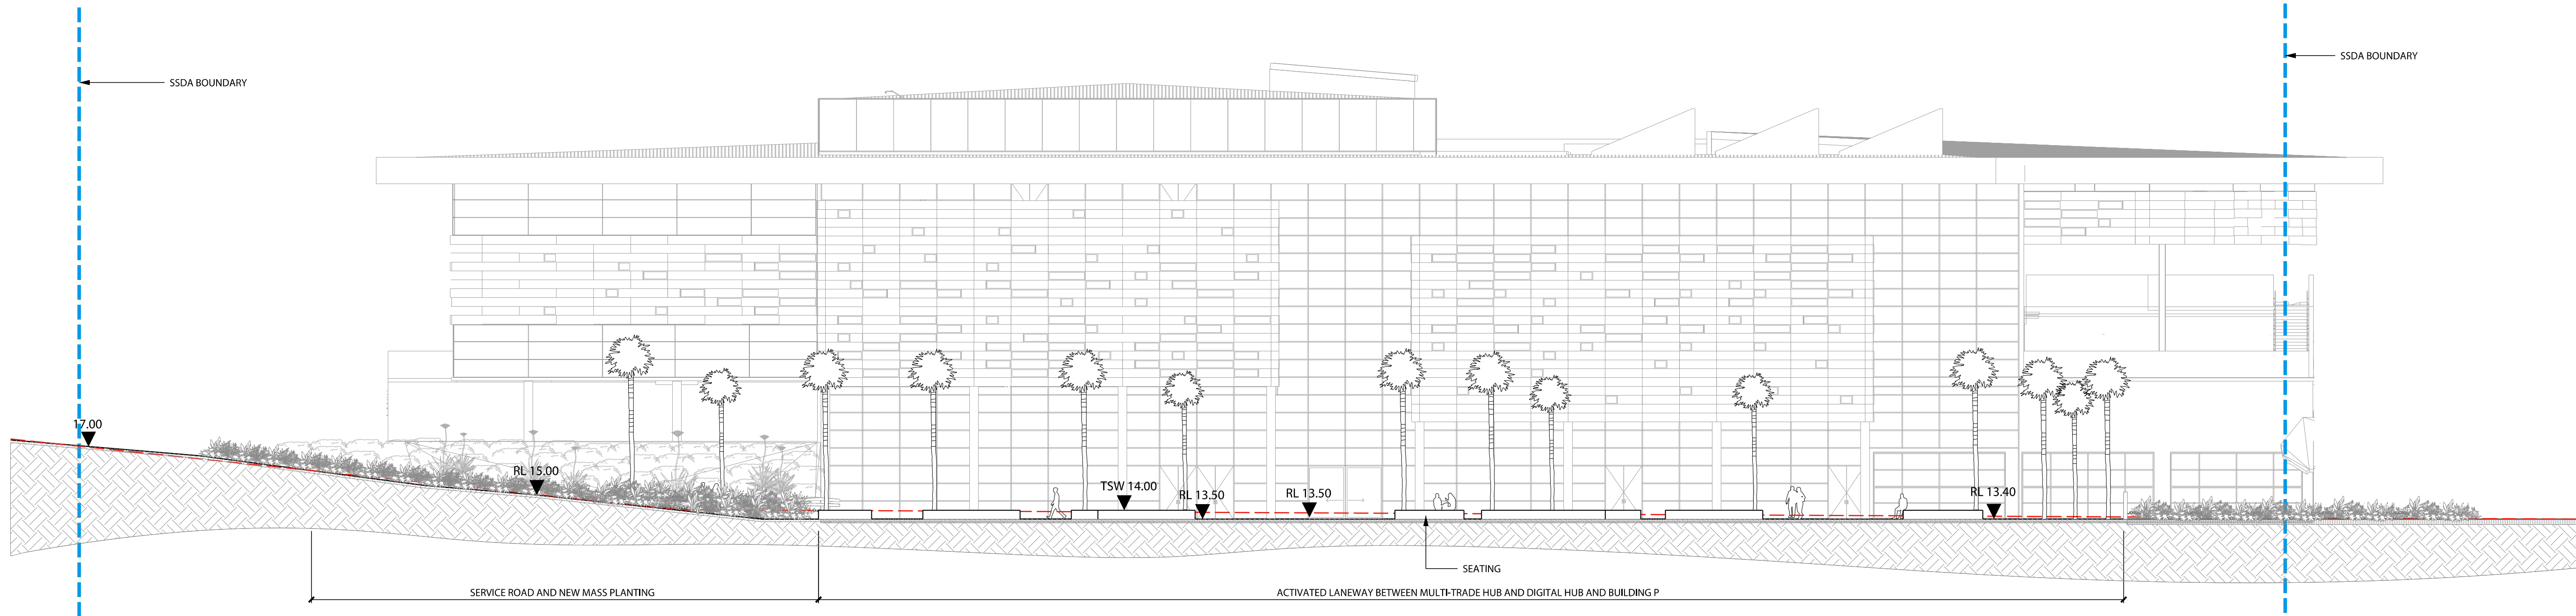 SSDA BOUNDARY
SSDA BOUNDARY
17.00
RL 15.00
TSW 14.00
RL 13.50
RL 13.50
RL 13.40
SEATING
SERVICE ROAD AND NEW MASS PLANTING
ACTIVATED LANEWAY BETWEEN MULTI-TRADE HUB AND DIGITAL HUB AND BUILDING P